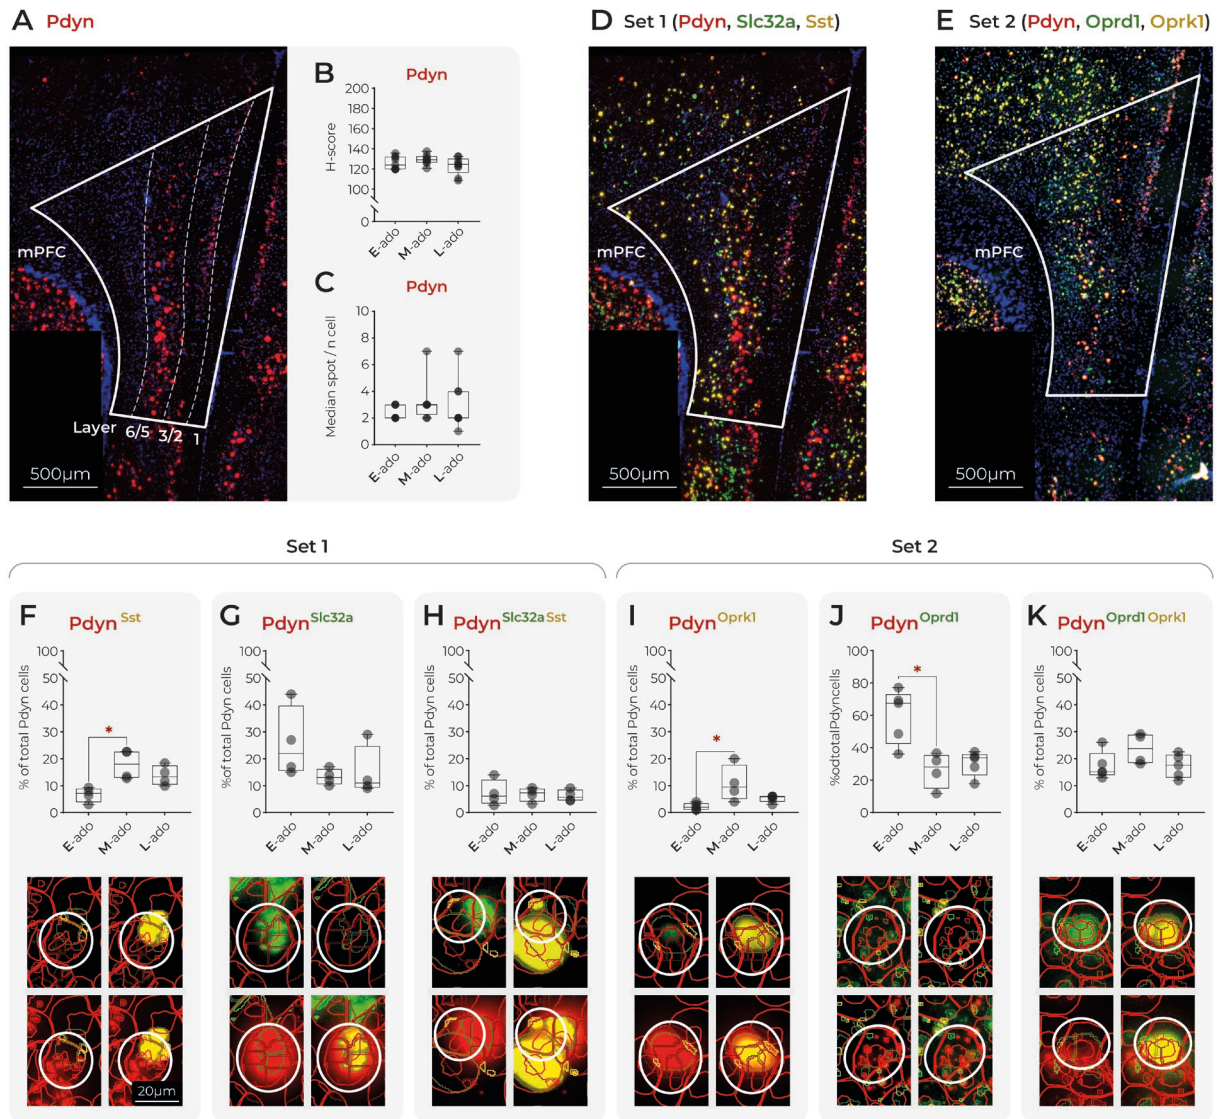 A Pdyn
mPFC
Layer 6/5 3/2 1
500µm
B
Pdyn
H-score
200
180
160
140
120
100
0
E-ado M-ado L-ado
C
Pdyn
Median spot / n cell
10
8
6
4
2
0
E-ado M-ado L-ado
D Set 1 (Pdyn, Slc32a, Sst)
mPFC
500µm
E Set 2 (Pdyn, Oprd1, Oprk1)
mPFC
500µm
Set 1
Set 2
F
Pdyn Sst
% of total Pdyn cells
100
50
40
30
20
10
0
*
E-ado M-ado L-ado
20µm
G
Pdyn Slc32a
%of total Pdyn cells
100
50
40
30
20
10
0
E-ado M-ado L-ado
H
Pdyn Slc32a Sst
% of total Pdyn cells
100
50
40
30
20
10
0
E-ado M-ado L-ado
I
Pdyn Oprk1
% of total Pdyn cells
100
50
40
30
20
10
0
*
E-ado M-ado L-ado
J
Pdyn Oprd1
%odtotalPdyncells
100
80
60
40
20
0
*
E-ado M-ado L-ado
K
Pdyn Oprd1 Oprk1
% of total Pdyn cells
100
50
40
30
20
10
0
E-ado M-ado L-ado